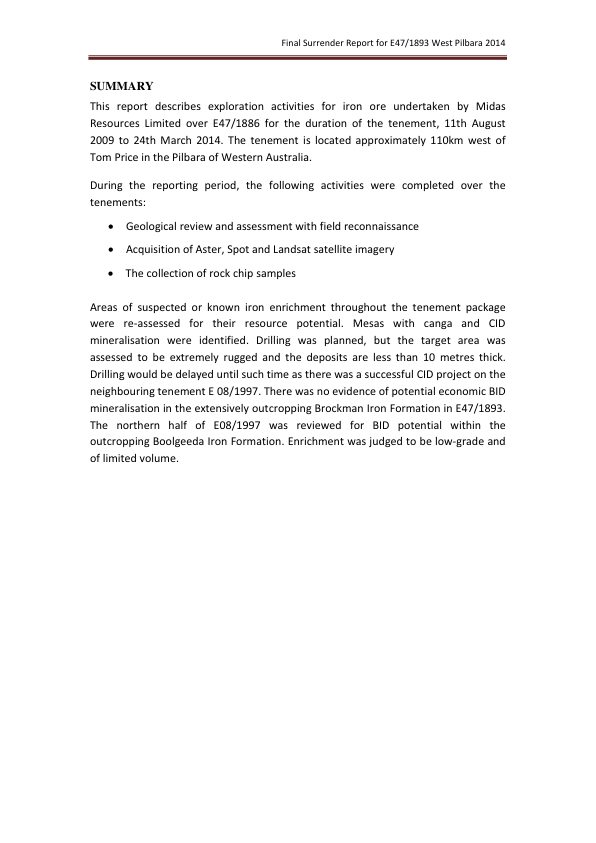 Final Surrender Report for E47/1893 West Pilbara 2014
SUMMARY
This report describes exploration activities for iron ore undertaken by Midas
Resources Limited over E47/1886 for the duration of the tenement, 11th August
2009 to 24th March 2014. The tenement is located approximately 110km west of
Tom Price in the Pilbara of Western Australia.
During the reporting period, the following activities were completed over the
tenements:
• Geological review and assessment with field reconnaissance
• Acquisition of Aster, Spot and Landsat satellite imagery
• The collection of rock chip samples
Areas of suspected or known iron enrichment throughout the tenement package
were re-assessed for their resource potential. Mesas with canga and CID
mineralisation were identified. Drilling was planned, but the target area was
assessed to be extremely rugged and the deposits are less than 10 metres thick.
Drilling would be delayed until such time as there was a successful CID project on the
neighbouring tenement E 08/1997. There was no evidence of potential economic BID
mineralisation in the extensively outcropping Brockman Iron Formation in E47/1893.
The northern half of E08/1997 was reviewed for BID potential within the
outcropping Boolgeeda Iron Formation. Enrichment was judged to be low-grade and
of limited volume.